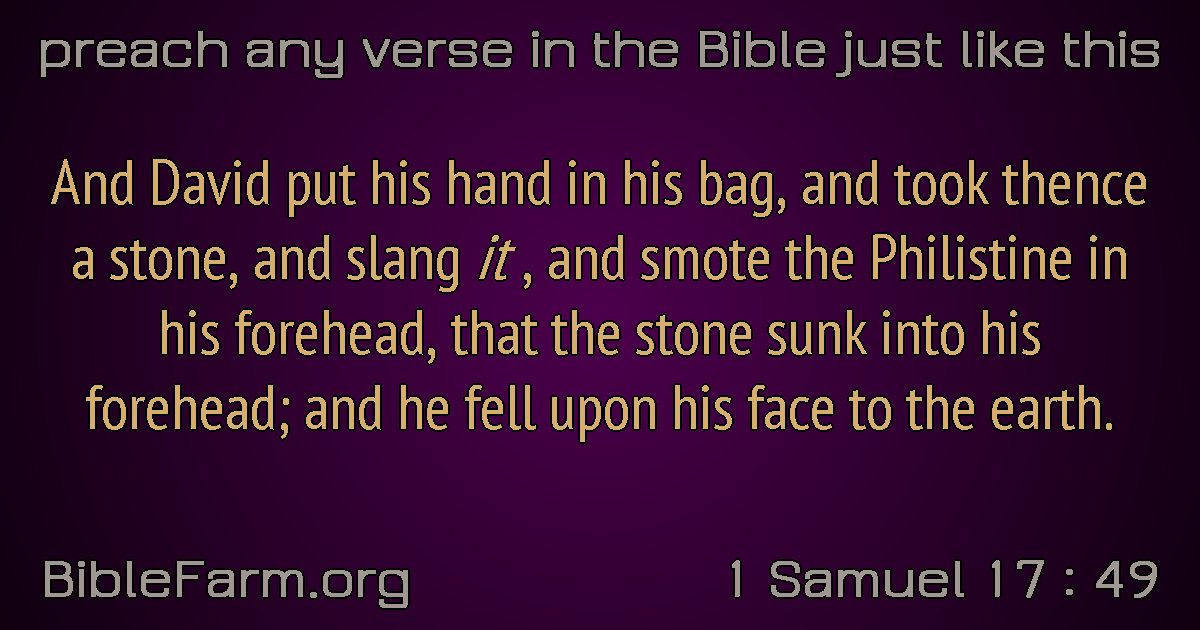 preach any verse in the Bible just like this
And David put his hand in his bag, and took thence
a stone, and slang it , and smote the Philistine in
his forehead, that the stone sunk into his
forehead; and he fell upon his face to the earth.
BibleFarm.org
1 Samuel 17 : 49